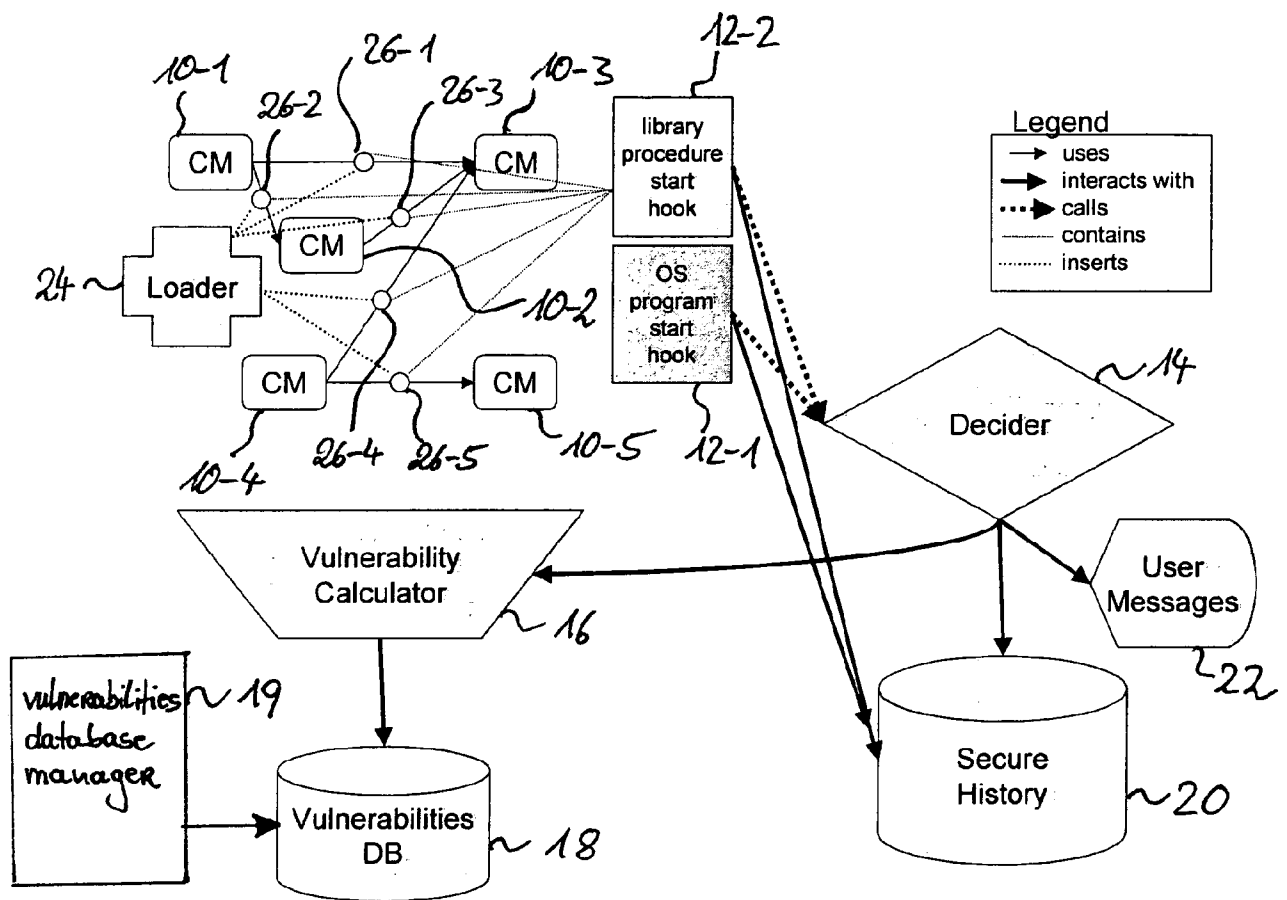 26-1
12-2
10-1
10-3
26-2
26-3
CM
CM
library
procedure
start
hook
Legend
uses
interacts with
calls
contains
inserts
CM
24
Loader
10-2
OS
program
start
hook
CM
CM
14
Decider
26-4
26-5
10-5
12-1
10-4
Vulnerability
Calculator
16
User
Messages
22
vulnerabilities
database
manager
19
Secure
History
20
Vulnerabilities
DB
18